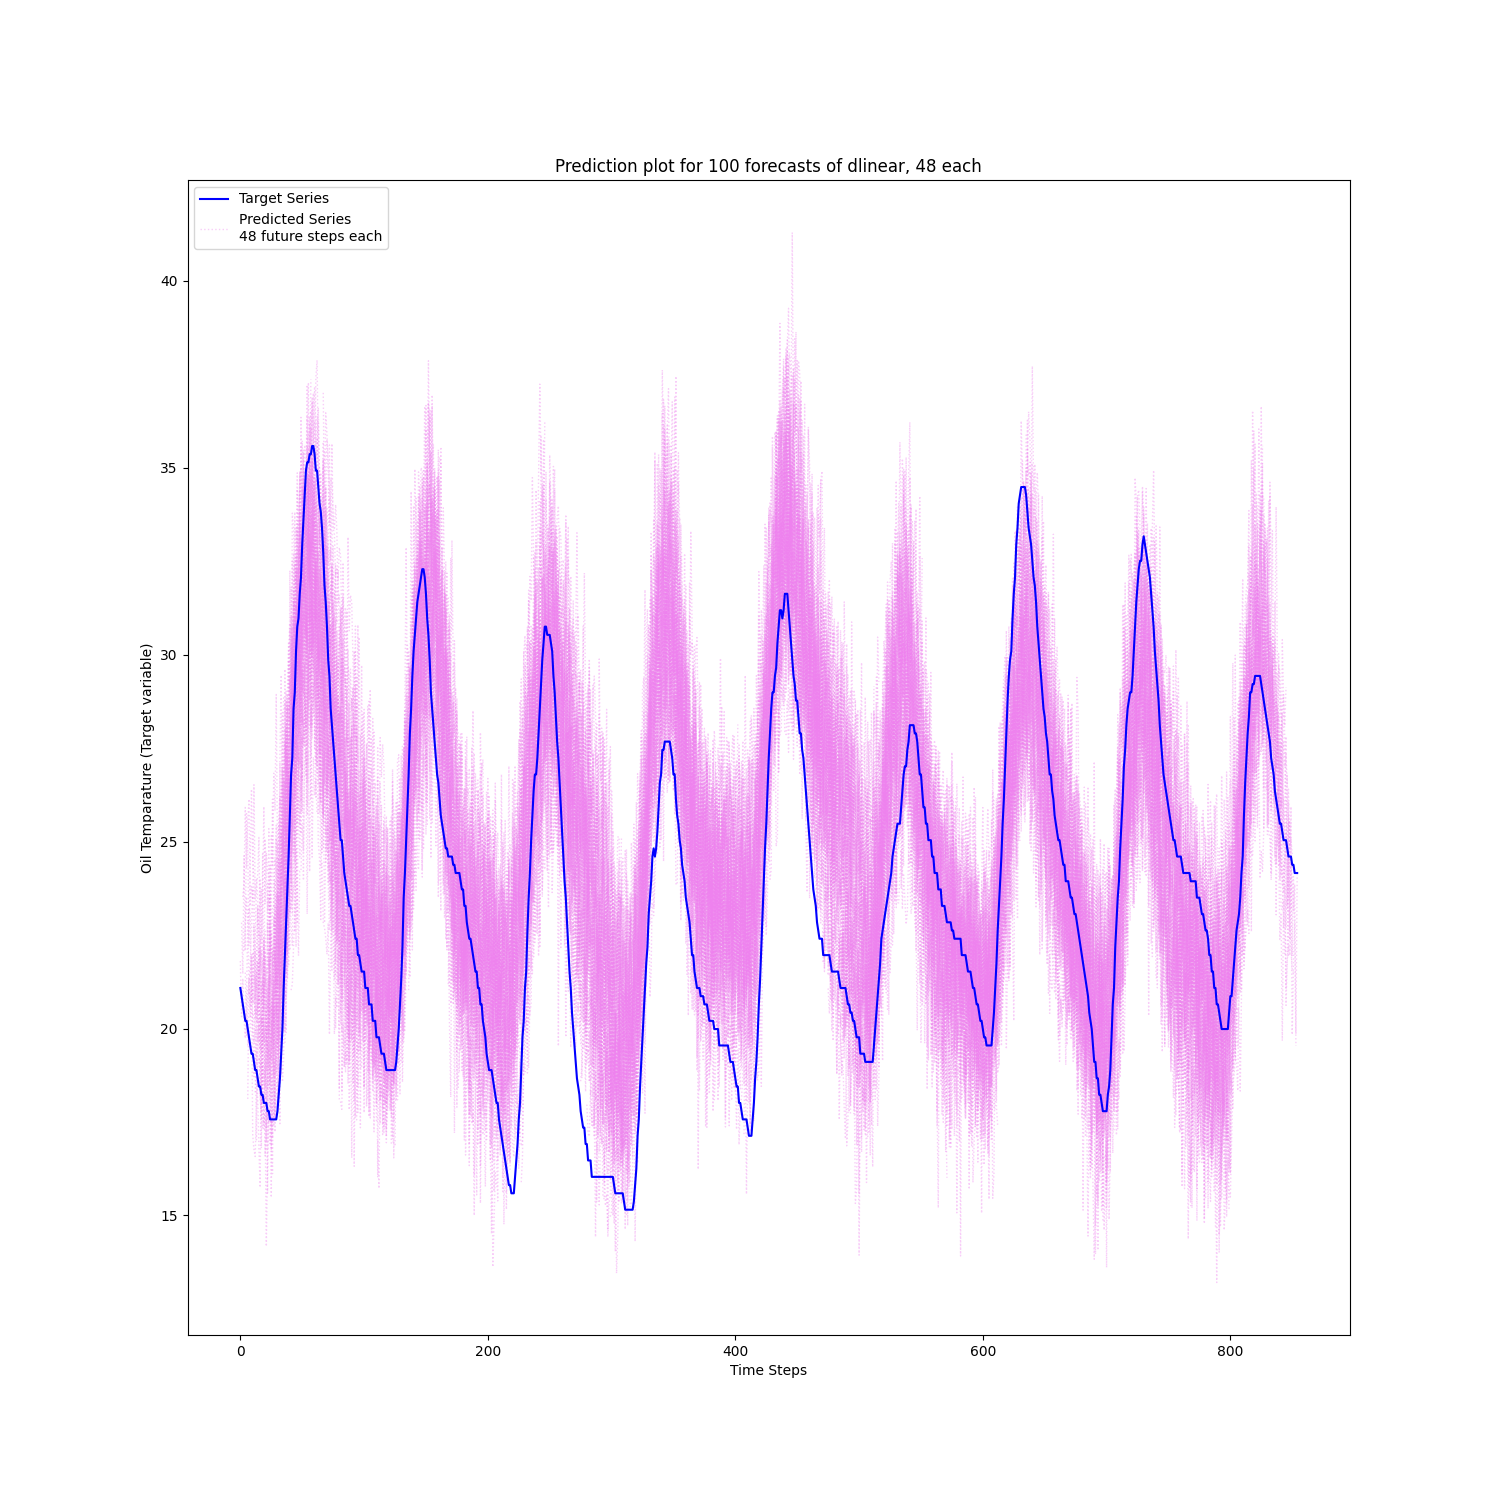 Prediction plot for 100 forecasts of dlinear, 48 each
Target Series
Predicted Series
48 future steps each
40
35
30
25
20
15
Oil Temparature (Target variable)
0
200
400
600
800
Time Steps